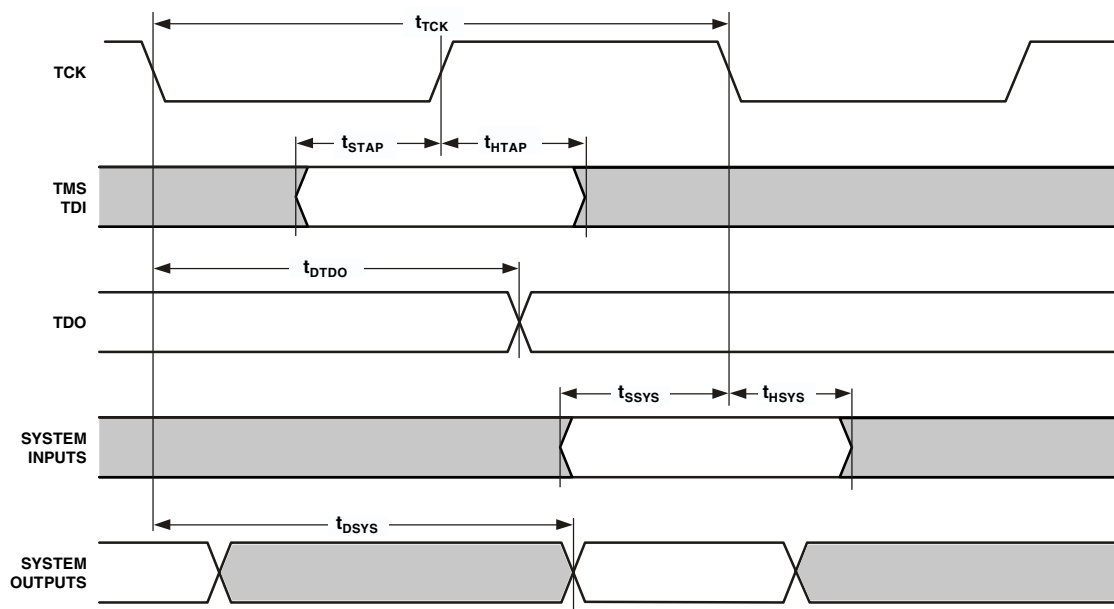 tTCK
TCK
tSTAP
tHTAP
TMS
TDI
tDTDO
TDO
tSSYS
tHSYS
SYSTEM
INPUTS
tDSYS
SYSTEM
OUTPUTS